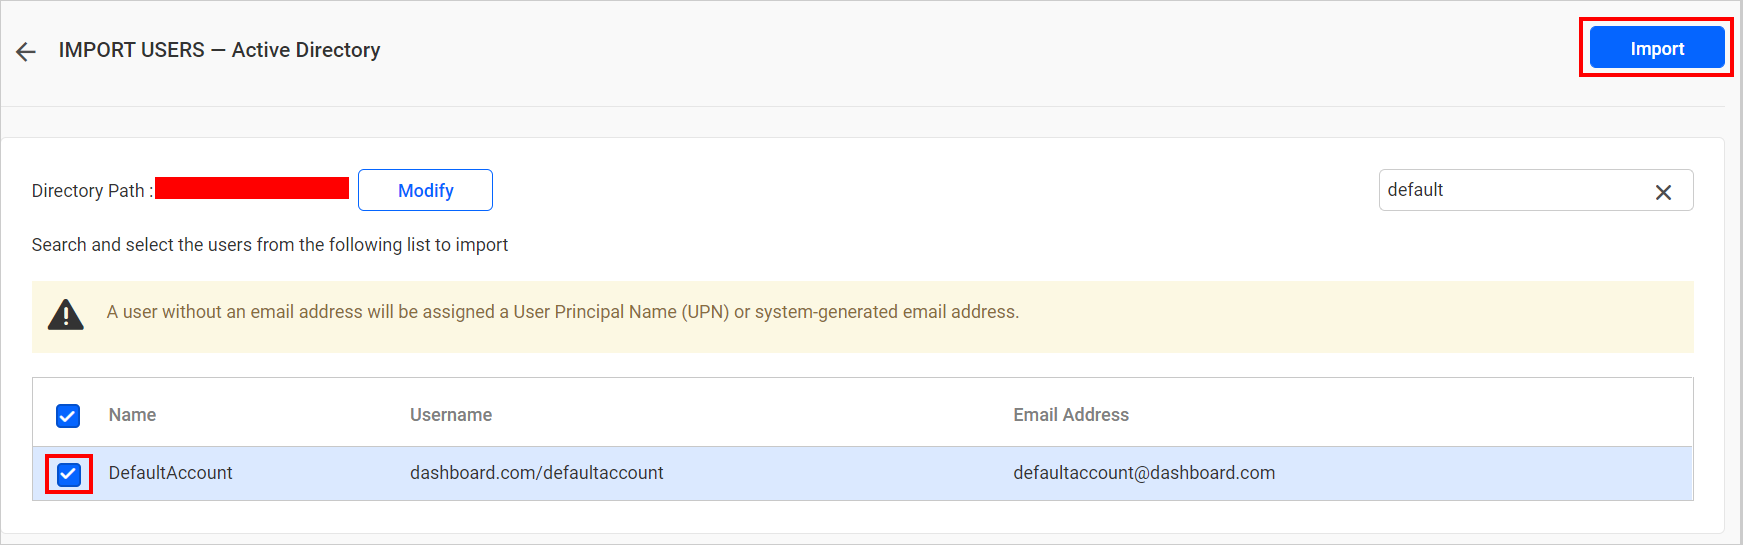 IMPORT USERS — Active Directory
Import
Directory Path :
Modify
default
Search and select the users from the following list to import
A user without an email address will be assigned a User Principal Name (UPN) or system-generated email address.
Name Username Email Address
DefaultAccount dashboard.com/defaultaccount defaultaccount@dashboard.com